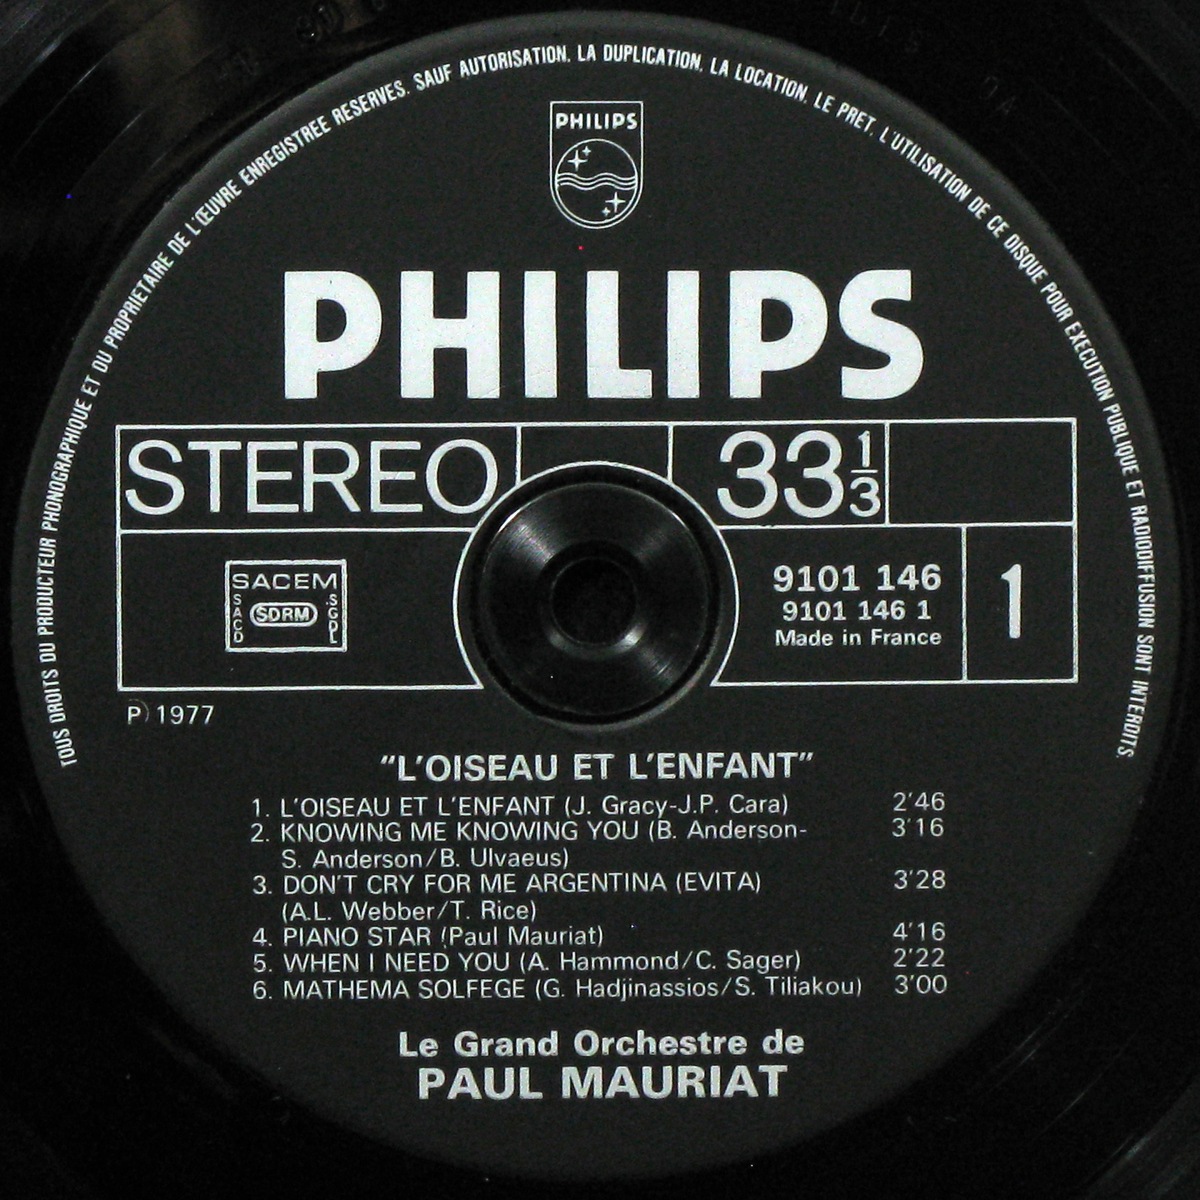 TOUS DROITS DU PRODUCTEUR PHONOGRAPHIQUE ET DU PROPRIETAIRE DE L'ŒUVRE ENREGISTREE RESERVES. SAUF AUTORISATION. LA DUPLICATION. LA LOCATION. LE PRET. L'UTILISATION DE CE DISQUE POUR EXECUTION PUBLIQUE ET RADIODIFFUSION SONT INTERDITS.
PHILIPS
PHILIPS
STEREO 33 1/3
SACEM
SACD SDRM SGDL
9101 146
9101 146 1
Made in France
1
Ⓟ 1977
"L'OISEAU ET L'ENFANT"
1. L'OISEAU ET L'ENFANT (J. Gracy-J.P. Cara) 2'46
2. KNOWING ME KNOWING YOU (B. Anderson- 3'16
S. Anderson/B. Ulvaeus)
3. DON'T CRY FOR ME ARGENTINA (EVITA) 3'28
(A.L. Webber/T. Rice)
4. PIANO STAR (Paul Mauriat) 4'16
5. WHEN I NEED YOU (A. Hammond/C. Sager) 2'22
6. MATHEMA SOLFEGE (G. Hadjinassios/S. Tiliakou) 3'00
Le Grand Orchestre de
PAUL MAURIAT